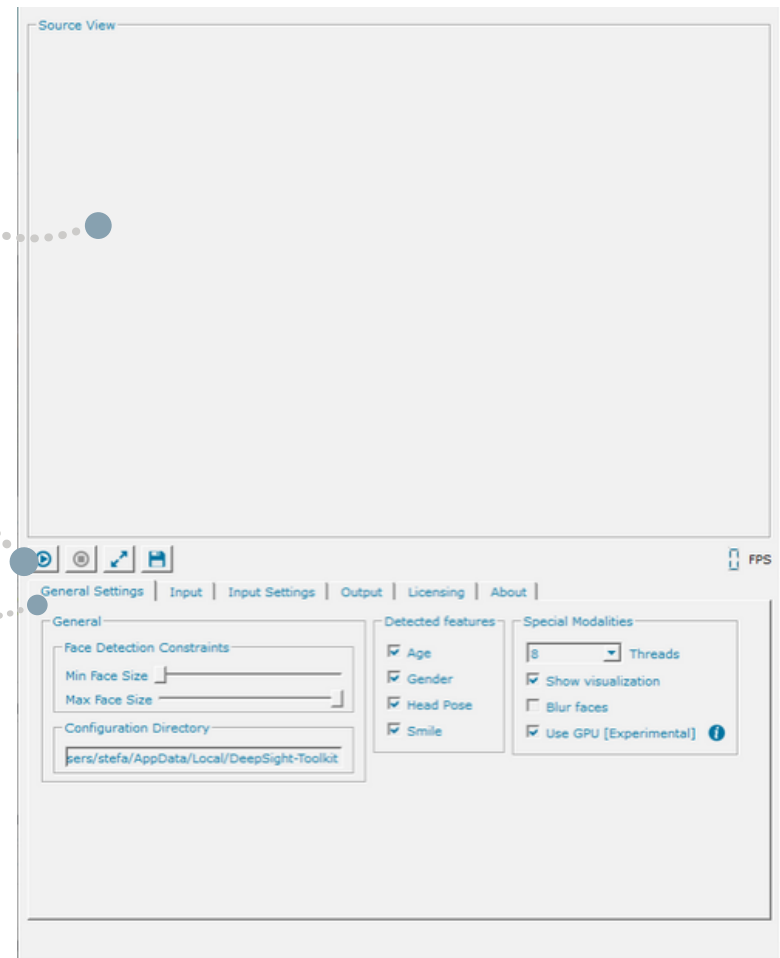 Source View
FPS
General Settings
Input
Input Settings
Output
Licensing
About
General
Face Detection Constraints
Min Face Size
Max Face Size
Configuration Directory
sers/stefa/AppData/Local/DeepSight-Toolkit
Detected features
Age
Gender
Head Pose
Smile
Special Modalities
8 Threads
Show visualization
Blur faces
Use GPU [Experimental]